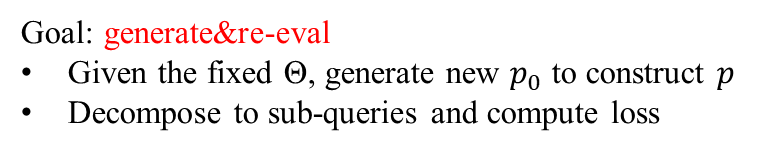 Goal: generate&re-eval
• Given the fixed Θ, generate new 𝑝₀ to construct 𝑝
• Decompose to sub-queries and compute loss